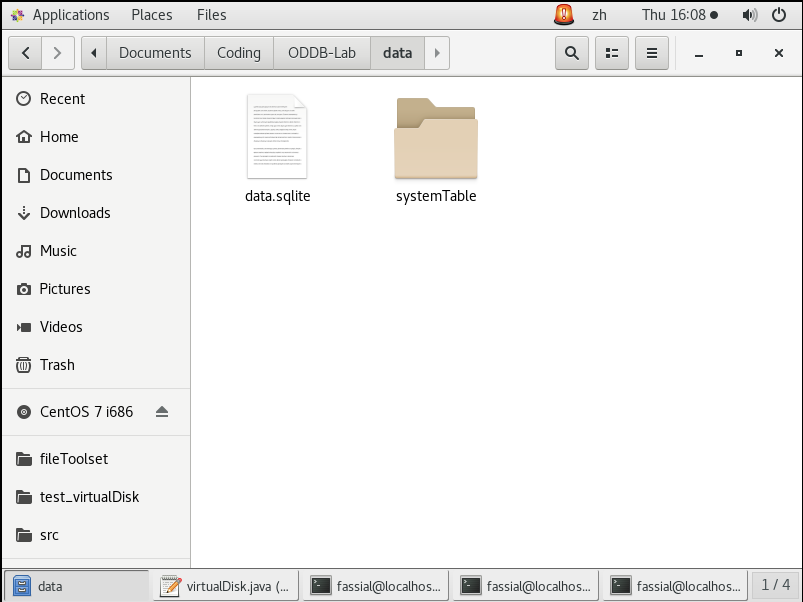 Applications Places Files zh Thu 16:08
Documents Coding ODDB-Lab data
Recent
Home
Documents
Downloads
Music
Pictures
Videos
Trash
CentOS 7 i686
fileToolset
test_virtualDisk
src
data.sqlite systemTable
data virtualDisk.java (... fassial@localhos... fassial@localhos... fassial@localhos... 1 / 4